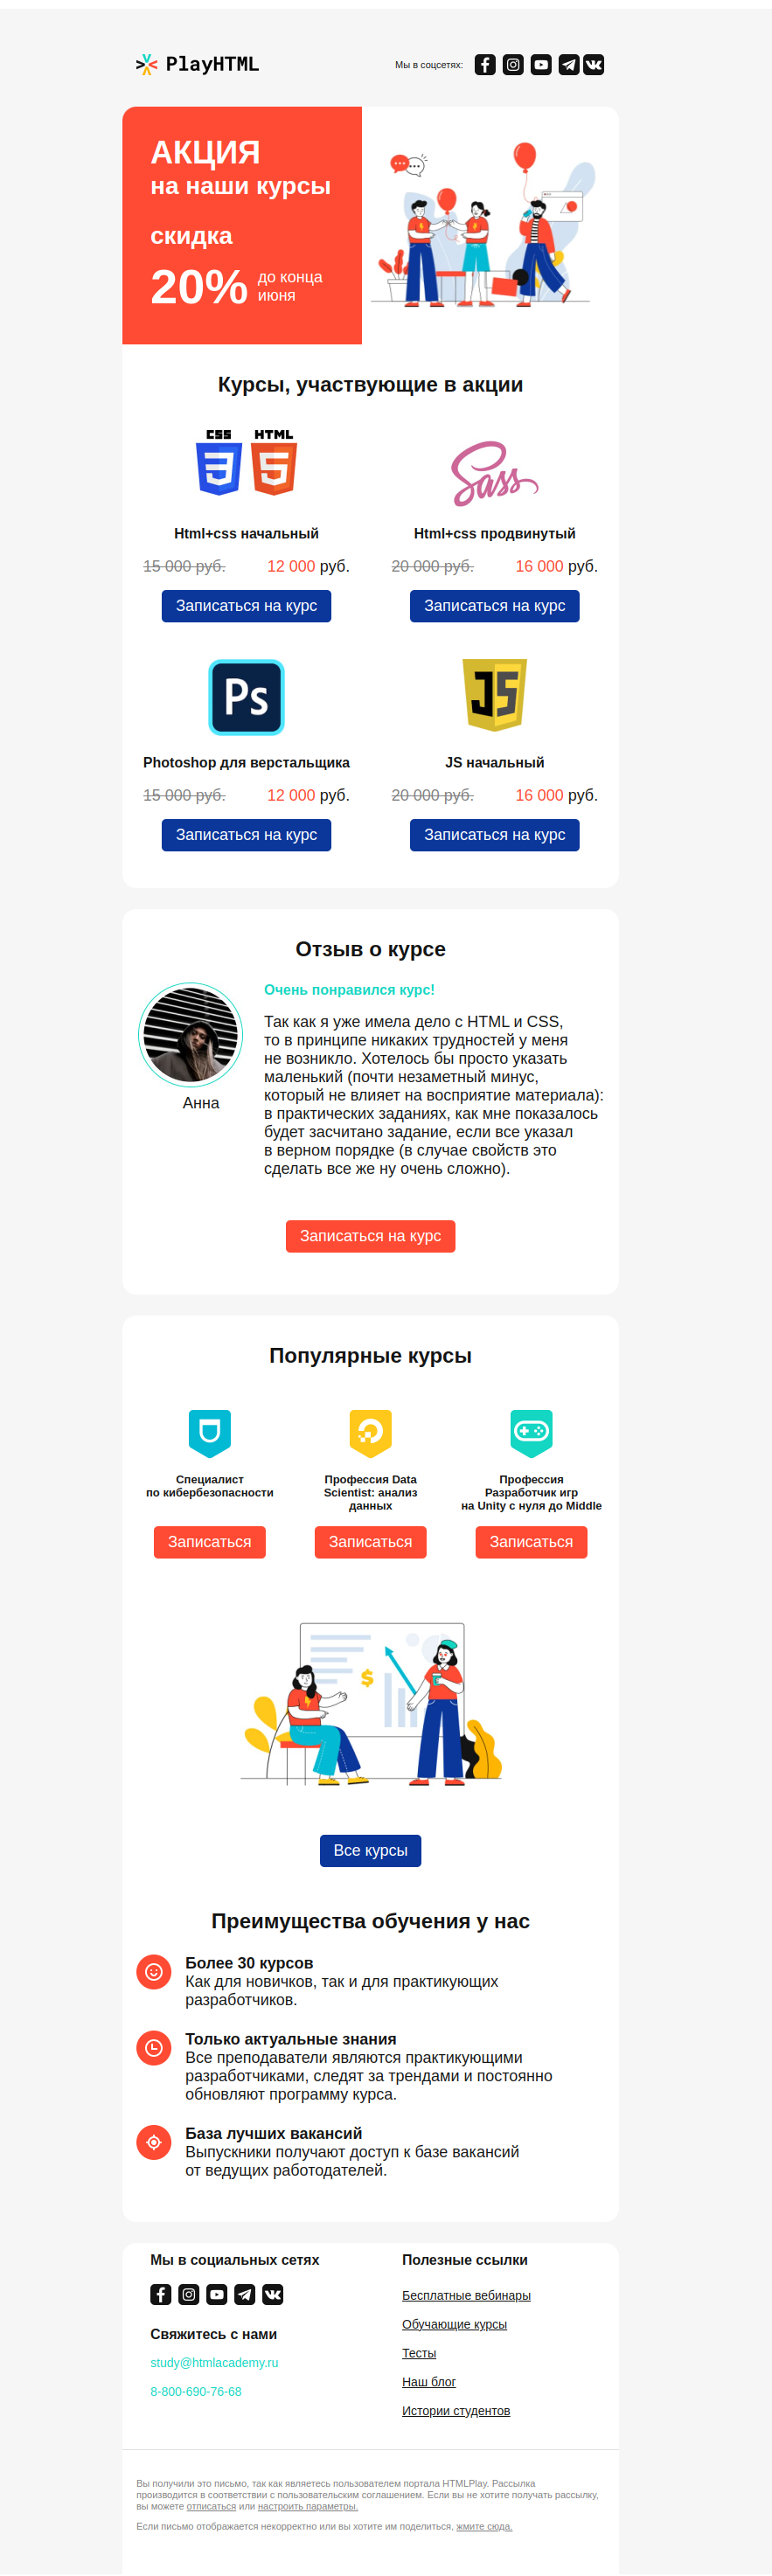 PlayHTML
Мы в соцсетях:
АКЦИЯ
на наши курсы
скидка
20% до конца
июня
Курсы, участвующие в акции
CSS HTML
Sass
Html+css начальный
Html+css продвинутый
15 000 руб. 12 000 руб.
20 000 руб. 16 000 руб.
Записаться на курс
Записаться на курс
Ps
JS
Photoshop для верстальщика
JS начальный
15 000 руб. 12 000 руб.
20 000 руб. 16 000 руб.
Записаться на курс
Записаться на курс
Отзыв о курсе
Анна
Очень понравился курс!
Так как я уже имела дело с HTML и CSS,
то в принципе никаких трудностей у меня
не возникло. Хотелось бы просто указать
маленький (почти незаметный минус,
который не влияет на восприятие материала):
в практических заданиях, как мне показалось
будет засчитано задание, если все указал
в верном порядке (в случае свойств это
сделать все же ну очень сложно).
Записаться на курс
Популярные курсы
Специалист
по кибербезопасности
Профессия Data
Scientist: анализ
данных
Профессия
Разработчик игр
на Unity с нуля до Middle
Записаться
Записаться
Записаться
$
Все курсы
Преимущества обучения у нас
Более 30 курсов
Как для новичков, так и для практикующих
разработчиков.
Только актуальные знания
Все преподаватели являются практикующими
разработчиками, следят за трендами и постоянно
обновляют программу курса.
База лучших вакансий
Выпускники получают доступ к базе вакансий
от ведущих работодателей.
Мы в социальных сетях
Свяжитесь с нами
study@htmlacademy.ru
8-800-690-76-68
Полезные ссылки
Бесплатные вебинары
Обучающие курсы
Тесты
Наш блог
Истории студентов
Вы получили это письмо, так как являетесь пользователем портала HTMLPlay. Рассылка
производится в соответствии с пользовательским соглашением. Если вы не хотите получать рассылку,
вы можете отписаться или настроить параметры.
Если письмо отображается некорректно или вы хотите им поделиться, жмите сюда.